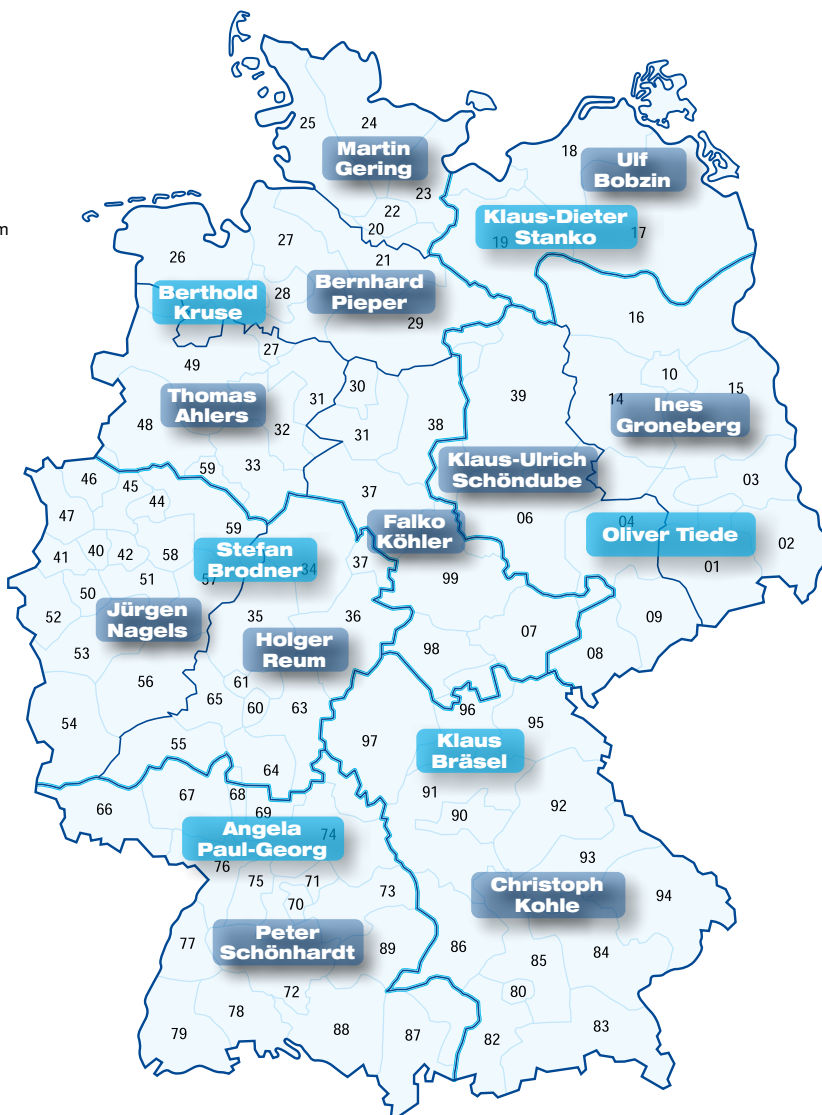 25
24
18
Martin
Gering
Ulf
Bobzin
23
22
20
Klaus-Dieter
Stanko
19
17
m
27
26
21
Berthold
Kruse
28
Bernhard
Pieper
29
16
27
49
10
30
39
14
15
Thomas
Ahlers
31
Ines
Groneberg
48
32
31
38
59
33
Klaus-Ulrich
Schöndube
46
45
44
37
03
47
59
Falko
Köhler
06
04
Oliver Tiede
02
01
41
40
42
58
Stefan
Brodner
34
57
37
51
99
50
Jürgen
Nagels
52
35
36
09
Holger
Reum
07
53
98
08
56
61
65
60
63
96
95
54
55
97
Klaus
Bräsel
64
66
67
68
69
91
90
92
Angela
Paul-Georg
74
76
75
71
70
73
93
Christoph
Kohle
94
77
Peter
Schönhardt
89
86
85
84
72
80
78
79
88
87
82
83